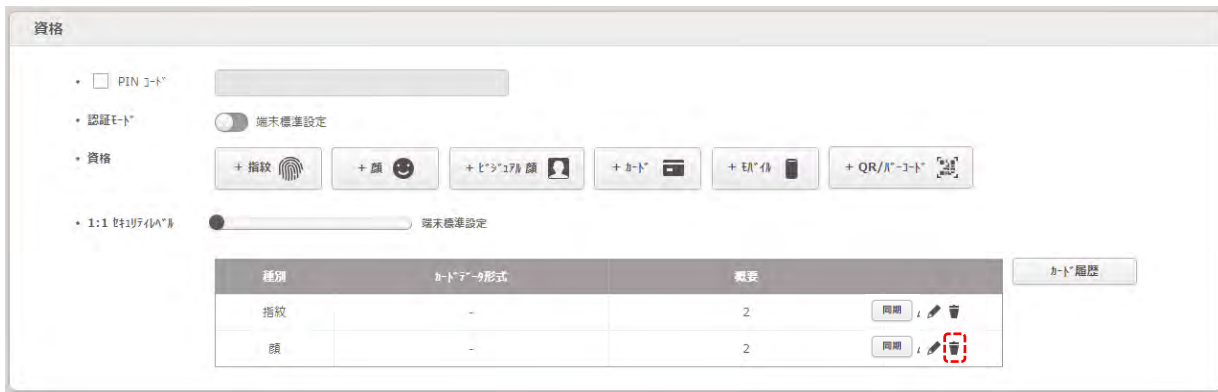 資格
• PIN ｺｰﾄﾞ
• 認証ﾓｰﾄﾞ 端末標準設定
• 資格 + 指紋 + 顔 + ﾋﾞｼﾞｭｱﾙ 顔 + ｶｰﾄﾞ + ﾓﾊﾞｲﾙ + QR/ﾊﾞｰｺｰﾄﾞ
• 1:1 ｾｷｭﾘﾃｨﾚﾍﾞﾙ 端末標準設定
種別 ｶｰﾄﾞﾃﾞｰﾀ形式 概要 ｶｰﾄﾞ履歴
指紋 - 2 同期
顔 - 2 同期